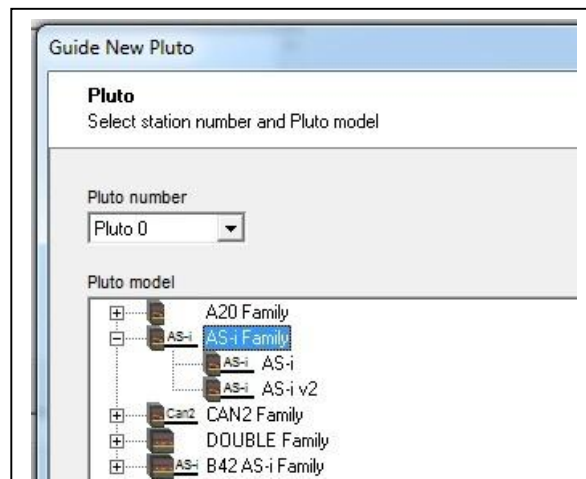 Guide New Pluto
Pluto
Select station number and Pluto model
Pluto number
Pluto 0
Pluto model
A20 Family
AS-i AS-i Family
AS-i AS-i
AS-i AS-i v2
Can2 CAN2 Family
DOUBLE Family
AS-i B42 AS-i Family